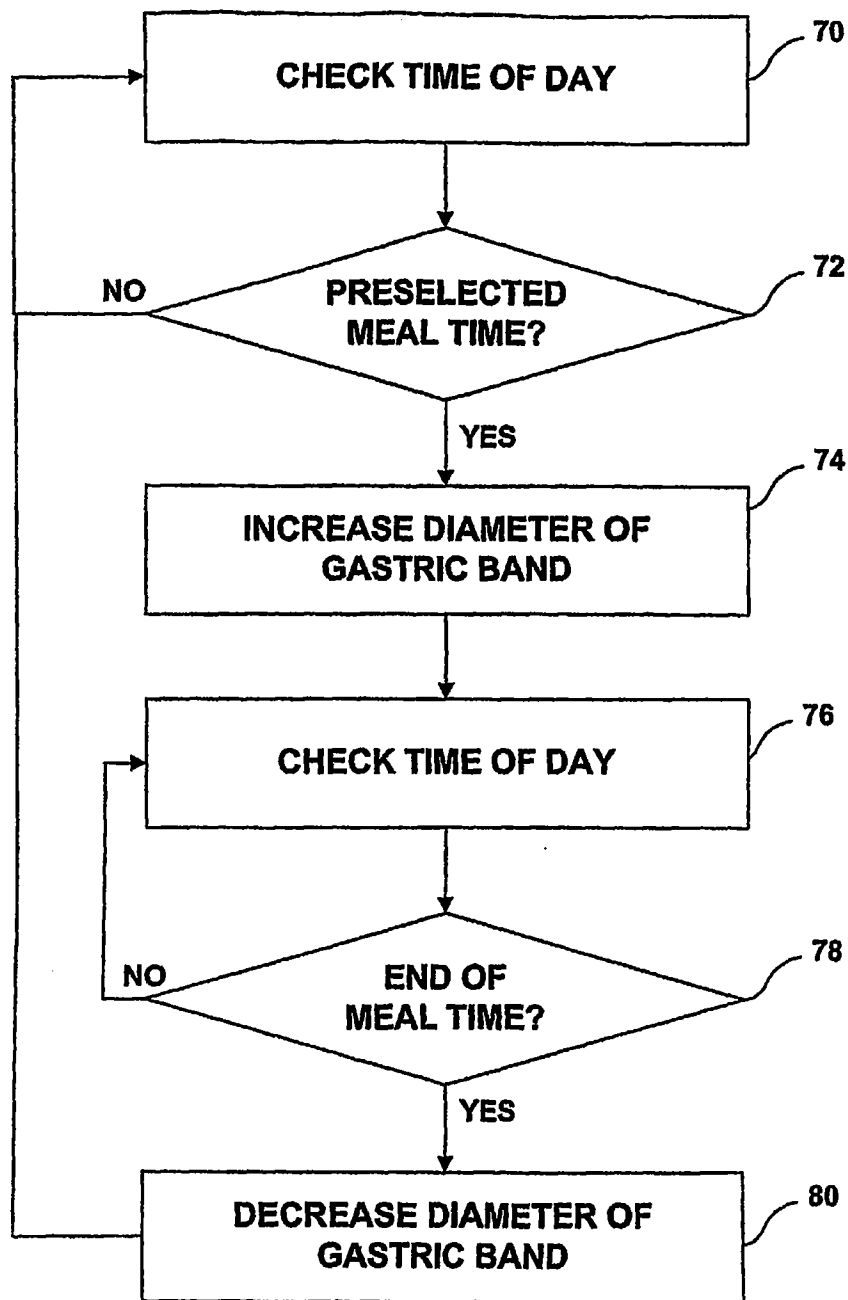 70
CHECK TIME OF DAY
72
NO
PRESELECTED
MEAL TIME?
YES
74
INCREASE DIAMETER OF
GASTRIC BAND
76
CHECK TIME OF DAY
78
NO
END OF
MEAL TIME?
YES
80
DECREASE DIAMETER OF
GASTRIC BAND